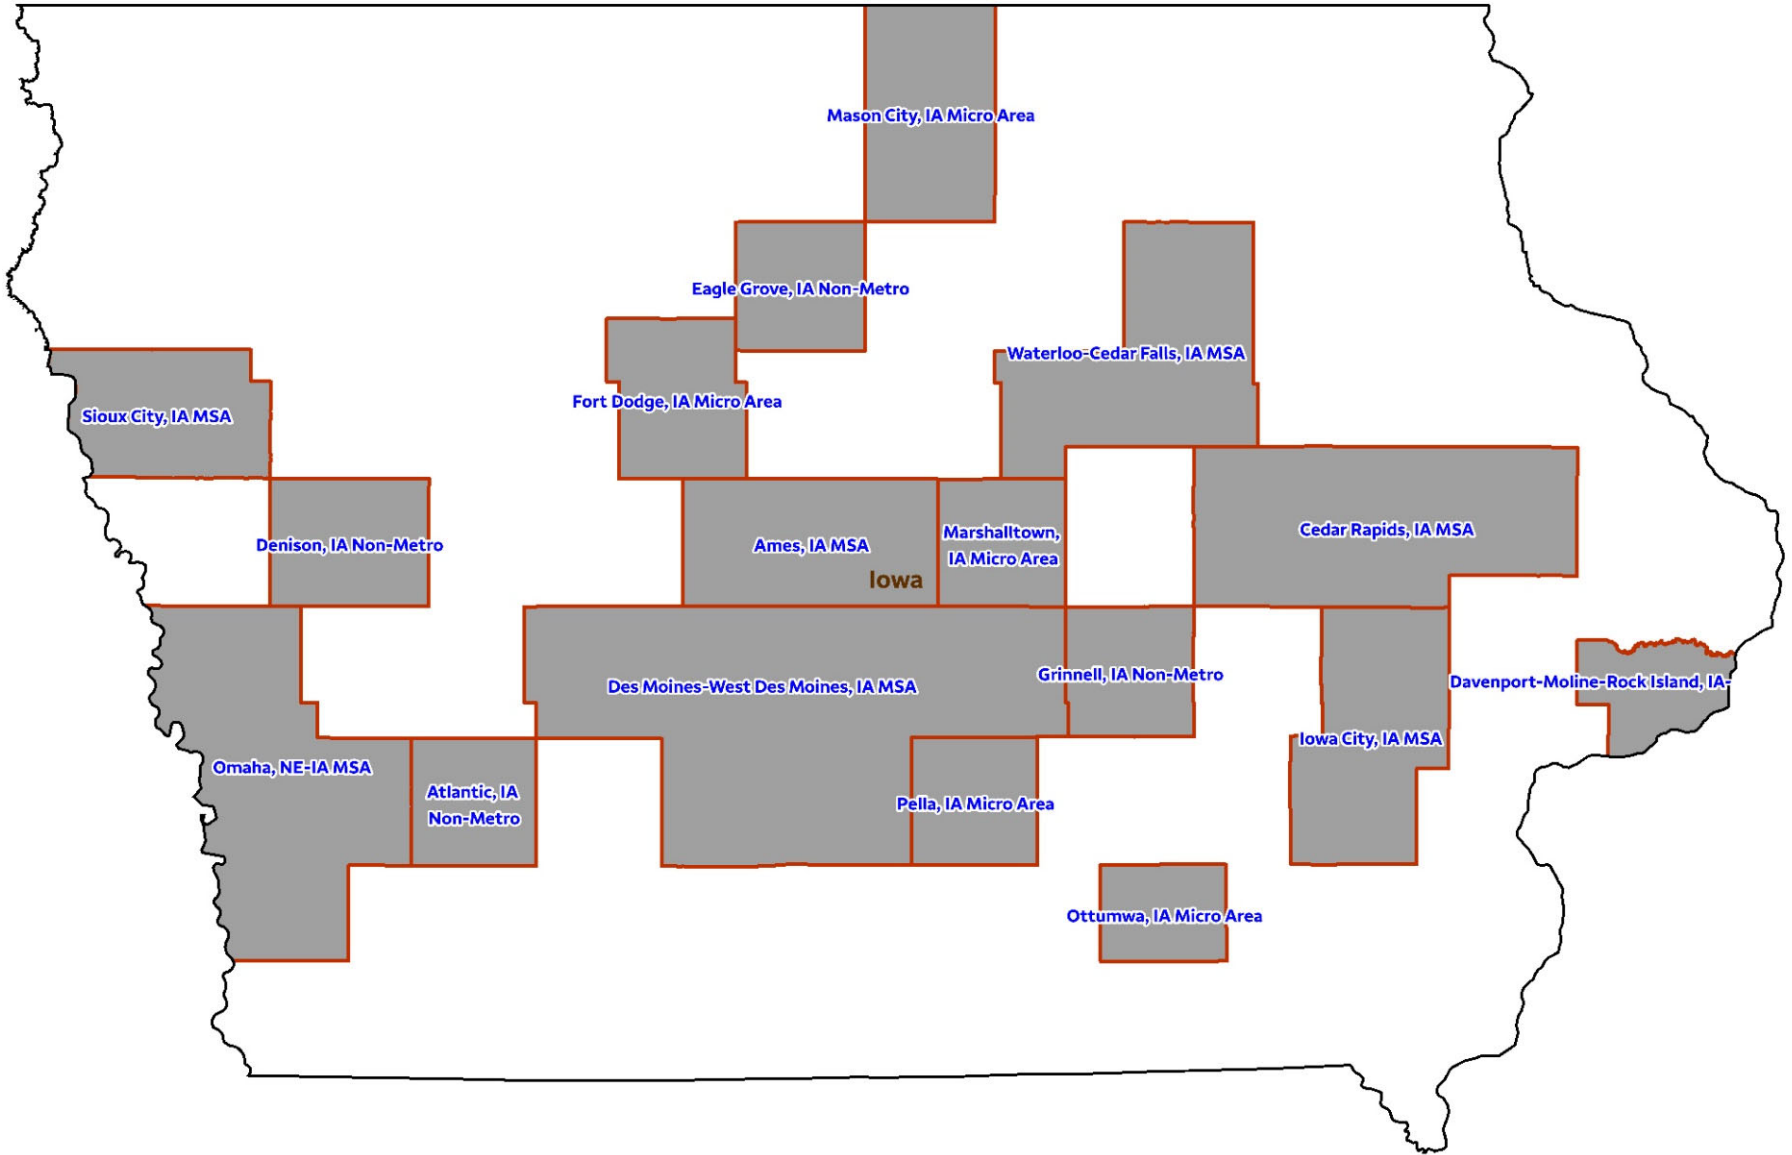 Mason City, IA Micro Area
Eagle Grove, IA Non-Metro
Waterloo-Cedar Falls, IA MSA
Fort Dodge, IA Micro Area
Sioux City, IA MSA
Cedar Rapids, IA MSA
Marshalltown,
IA Micro Area
Denison, IA Non-Metro
Ames, IA MSA
Iowa
Grinnell, IA Non-Metro
Davenport-Moline-Rock Island, IA-
Des Moines-West Des Moines, IA MSA
Iowa City, IA MSA
Omaha, NE-IA MSA
Atlantic, IA
Non-Metro
Pella, IA Micro Area
Ottumwa, IA Micro Area